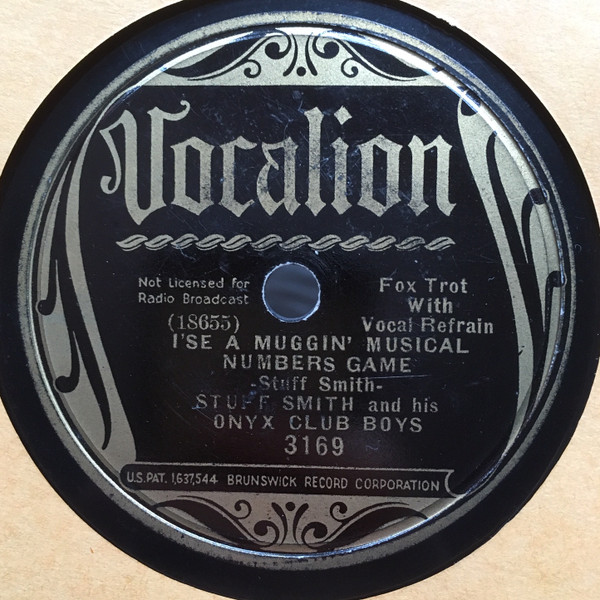 Vocalion
Not Licensed for
Radio Broadcast
(18655)
Fox Trot
With
Vocal Refrain
I'SE A MUGGIN' MUSICAL
NUMBERS GAME
-Stuff Smith-
STUFF SMITH and his
ONYX CLUB BOYS
3169
U.S. PAT. 1,637,544 BRUNSWICK RECORD CORPORATION